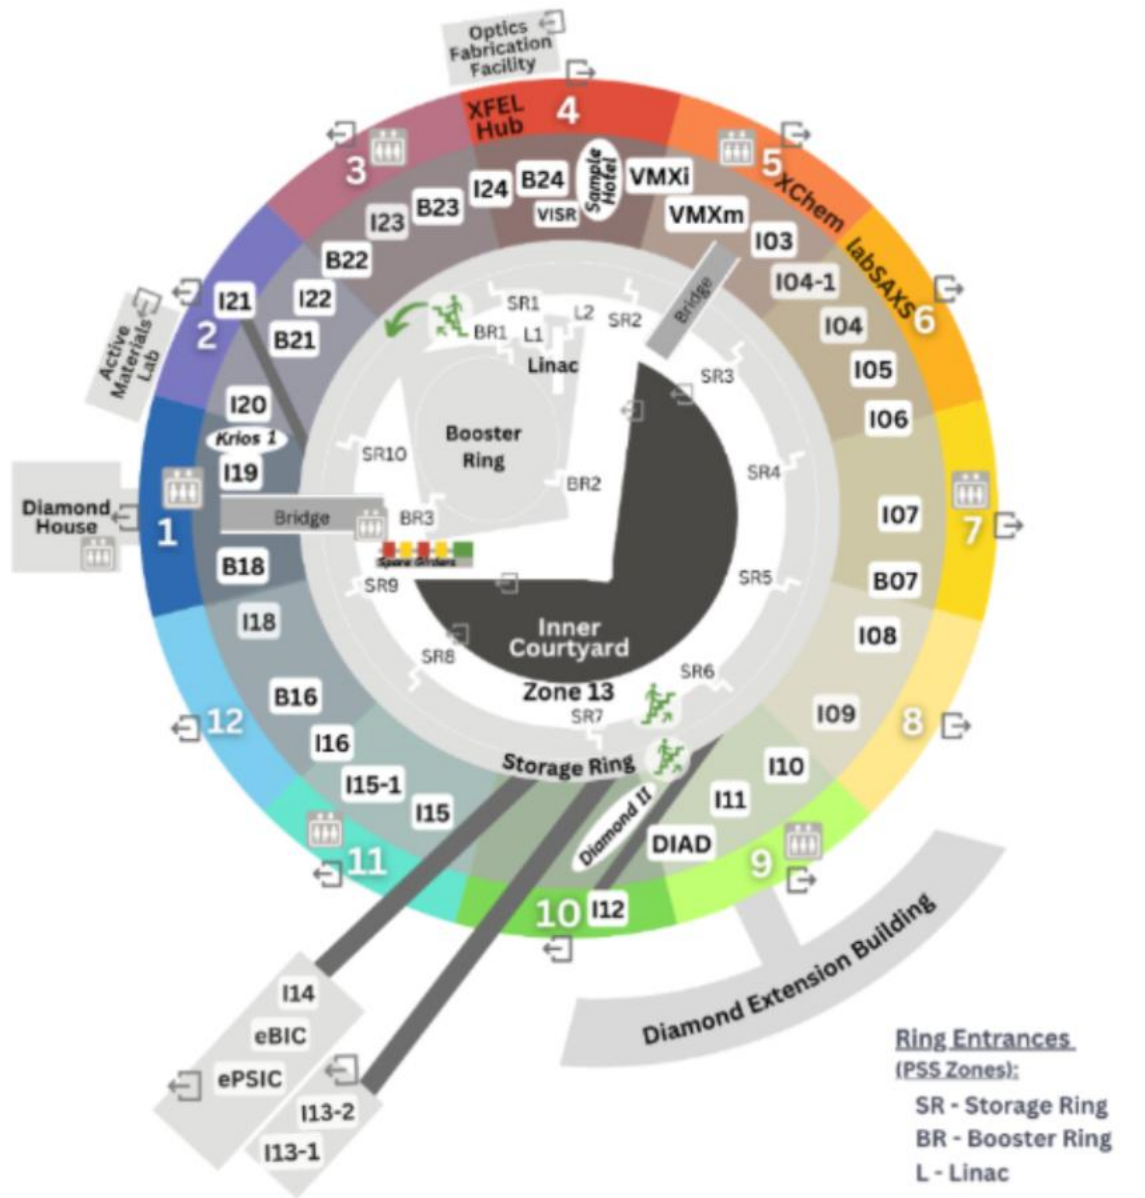 Optics
Fabrication
Facility
XFEL
Hub
4
5
XChem
labSAXS
6
3
2
1
7
8
9
10
11
12
I24
B24
VISR
Sample
Hotel
VMXi
VMXm
I03
I04-1
I04
I05
I06
I07
B07
I08
I09
I10
I11
DIAD
Diamond II
I12
I15
I15-1
I16
B16
I18
B18
I19
Krios 1
I20
B21
I21
I22
B22
I23
B23
Active
Materials
Lab
Diamond
House
Bridge
Bridge
SR1
L2
SR2
BR1
L1
Linac
SR3
SR10
Booster
Ring
SR4
BR2
BR3
Spare Girders
SR9
SR5
Inner
Courtyard
SR8
SR6
Zone 13
SR7
Storage Ring
I14
eBIC
ePSIC
I13-2
I13-1
Diamond Extension Building
Ring Entrances
(PSS Zones):
SR - Storage Ring
BR - Booster Ring
L - Linac